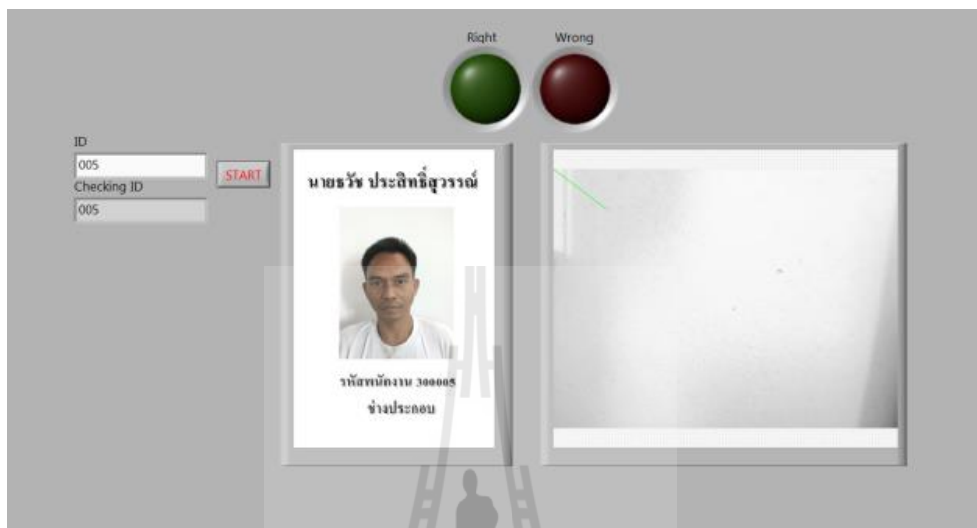 Right
Wrong
ID
005
START
Checking ID
005
นายธวัช ประสิทธิ์สุวรรณ์
รหัสพนักงาน 300005
ช่างประกอบ